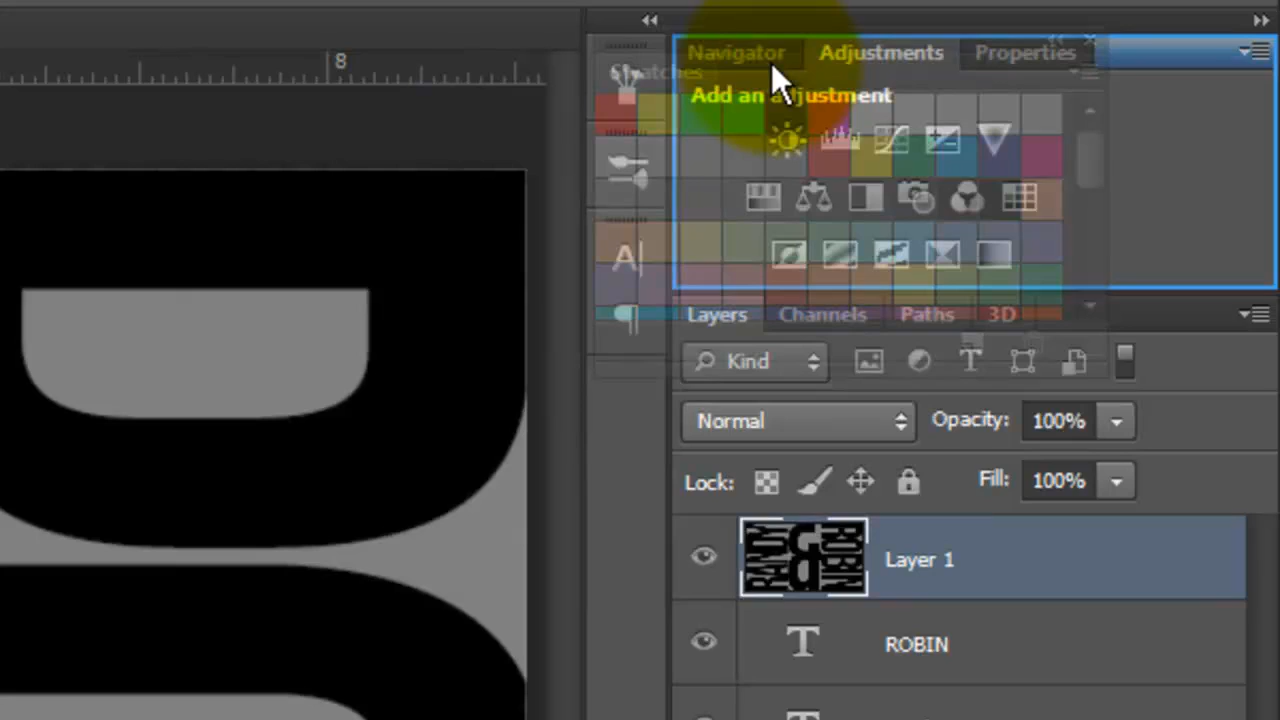 8
Navigator Adjustments Properties
Swatches
Add an adjustment
A
Layers Channels Paths 3D
Kind T
Normal Opacity: 100%
Lock: Fill: 100%
Layer 1
T ROBIN